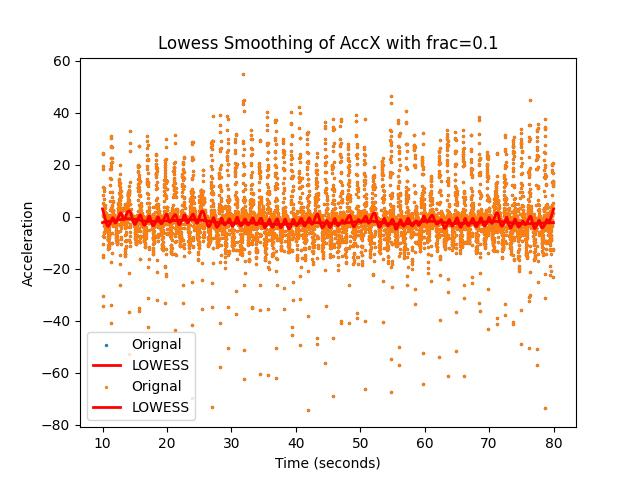 Lowess Smoothing of AccX with frac=0.1
60
40
20
0
−20
−40
−60
−80
Acceleration
Orignal
LOWESS
Orignal
LOWESS
10 20 30 40 50 60 70 80
Time (seconds)